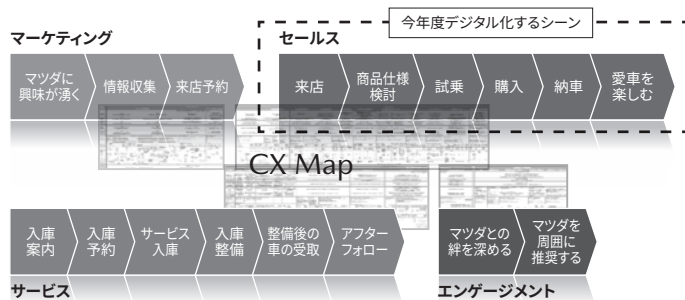 今年度デジタル化するシーン
マーケティング
セールス
マツダに
興味が湧く
情報収集
来店予約
来店
商品仕様
検討
試乗
購入
納車
愛車を
楽しむ
CX Map
入庫
案内
入庫
予約
サービス
入庫
入庫
整備
整備後の
車の受取
アフター
フォロー
マツダとの
絆を深める
マツダを
周囲に
推奨する
サービス
エンゲージメント